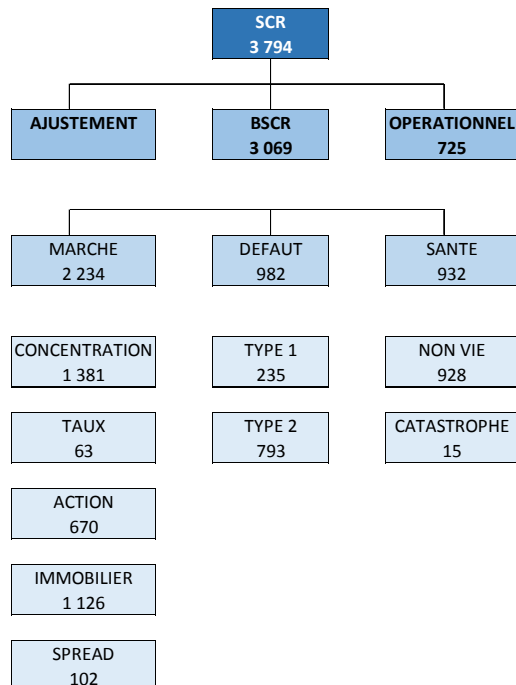 SCR
3 794
AJUSTEMENT
BSCR
3 069
OPERATIONNEL
725
MARCHE
2 234
DEFAUT
982
SANTE
932
CONCENTRATION
1 381
TYPE 1
235
NON VIE
928
TAUX
63
TYPE 2
793
CATASTROPHE
15
ACTION
670
IMMOBILIER
1 126
SPREAD
102